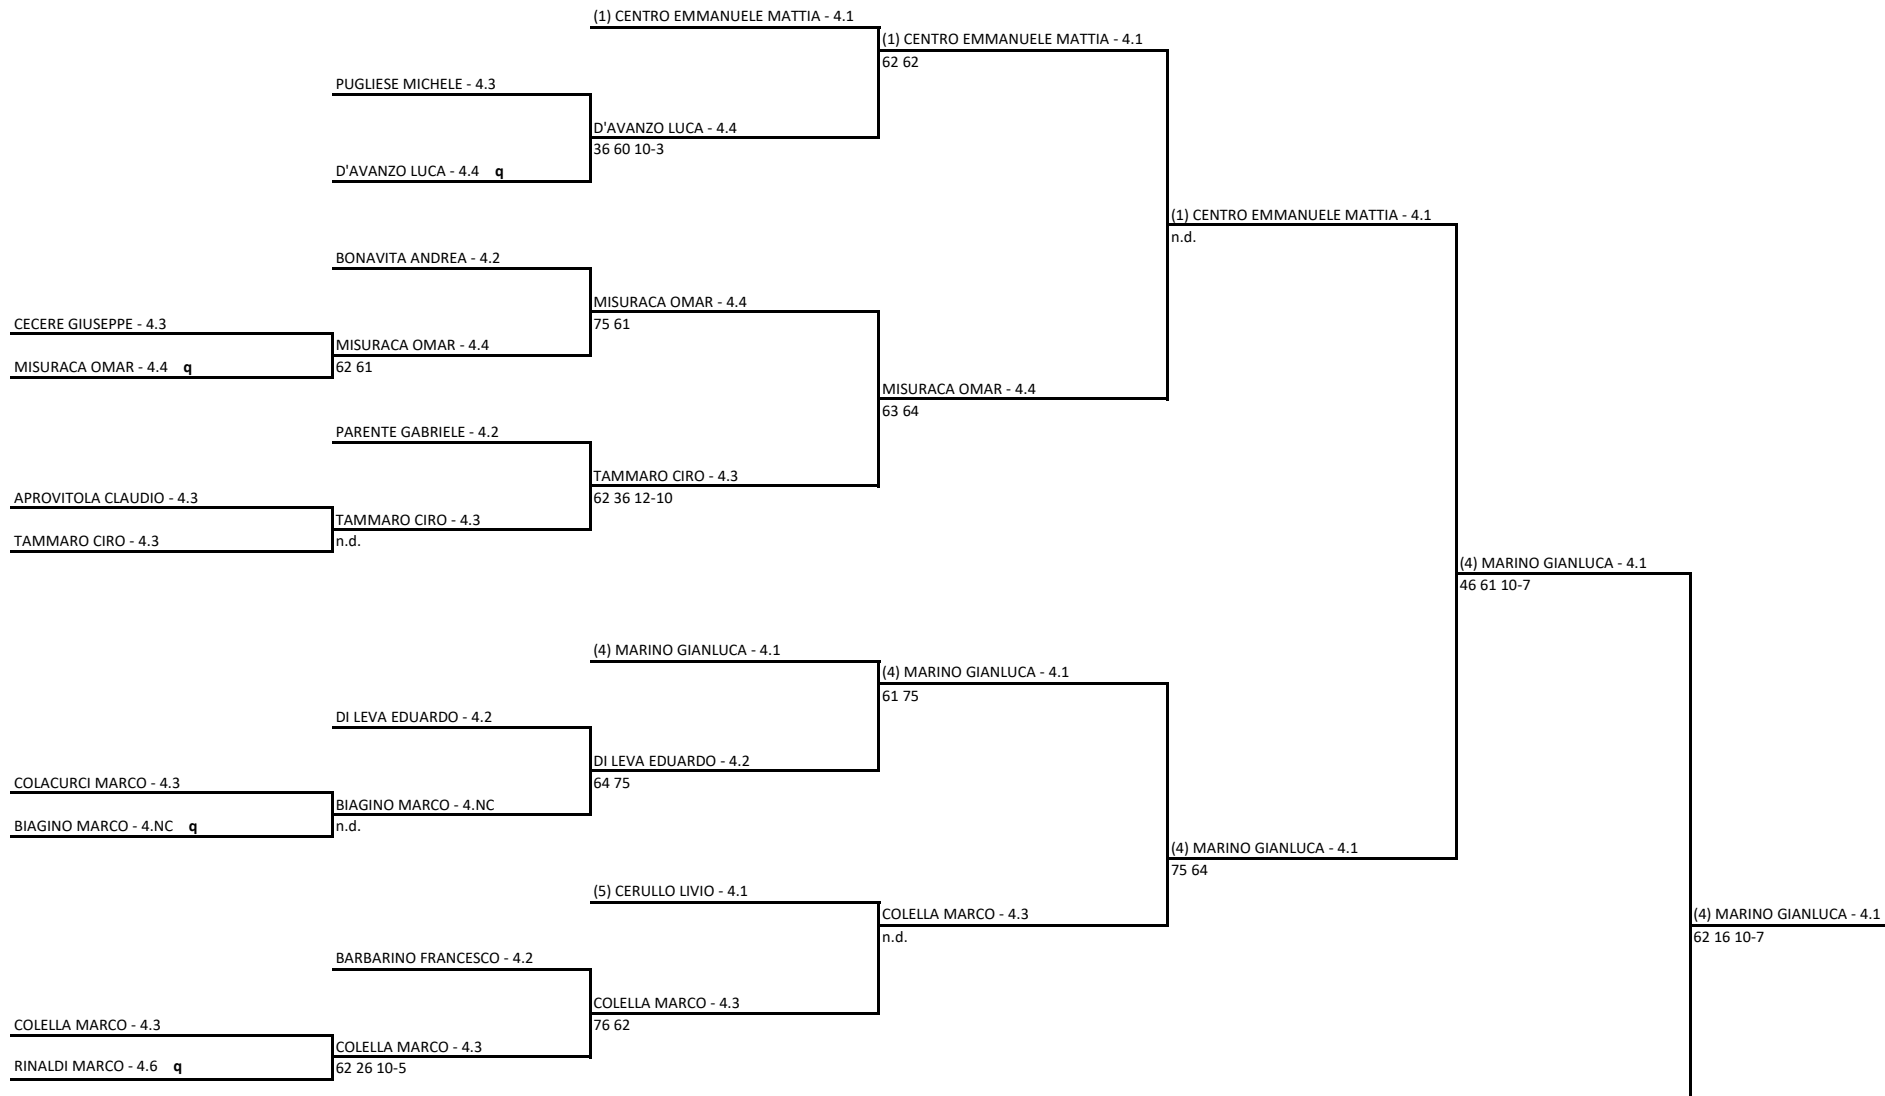 (1) CENTRO EMMANUELE MATTIA - 4.1
(1) CENTRO EMMANUELE MATTIA - 4.1
62 62
PUGLIESE MICHELE - 4.3
D'AVANZO LUCA - 4.4
36 60 10-3
D'AVANZO LUCA - 4.4 q
(1) CENTRO EMMANUELE MATTIA - 4.1
n.d.
BONAVITA ANDREA - 4.2
MISURACA OMAR - 4.4
75 61
CECERE GIUSEPPE - 4.3
MISURACA OMAR - 4.4
62 61
MISURACA OMAR - 4.4 q
MISURACA OMAR - 4.4
63 64
PARENTE GABRIELE - 4.2
TAMMARO CIRO - 4.3
62 36 12-10
APROVITOLA CLAUDIO - 4.3
TAMMARO CIRO - 4.3
n.d.
TAMMARO CIRO - 4.3
(4) MARINO GIANLUCA - 4.1
46 61 10-7
(4) MARINO GIANLUCA - 4.1
(4) MARINO GIANLUCA - 4.1
61 75
DI LEVA EDUARDO - 4.2
DI LEVA EDUARDO - 4.2
64 75
COLACURCI MARCO - 4.3
BIAGINO MARCO - 4.NC
n.d.
BIAGINO MARCO - 4.NC q
(4) MARINO GIANLUCA - 4.1
75 64
(5) CERULLO LIVIO - 4.1
COLELLA MARCO - 4.3
n.d.
(4) MARINO GIANLUCA - 4.1
62 16 10-7
BARBARINO FRANCESCO - 4.2
COLELLA MARCO - 4.3
76 62
COLELLA MARCO - 4.3
COLELLA MARCO - 4.3
62 26 10-5
RINALDI MARCO - 4.6 q